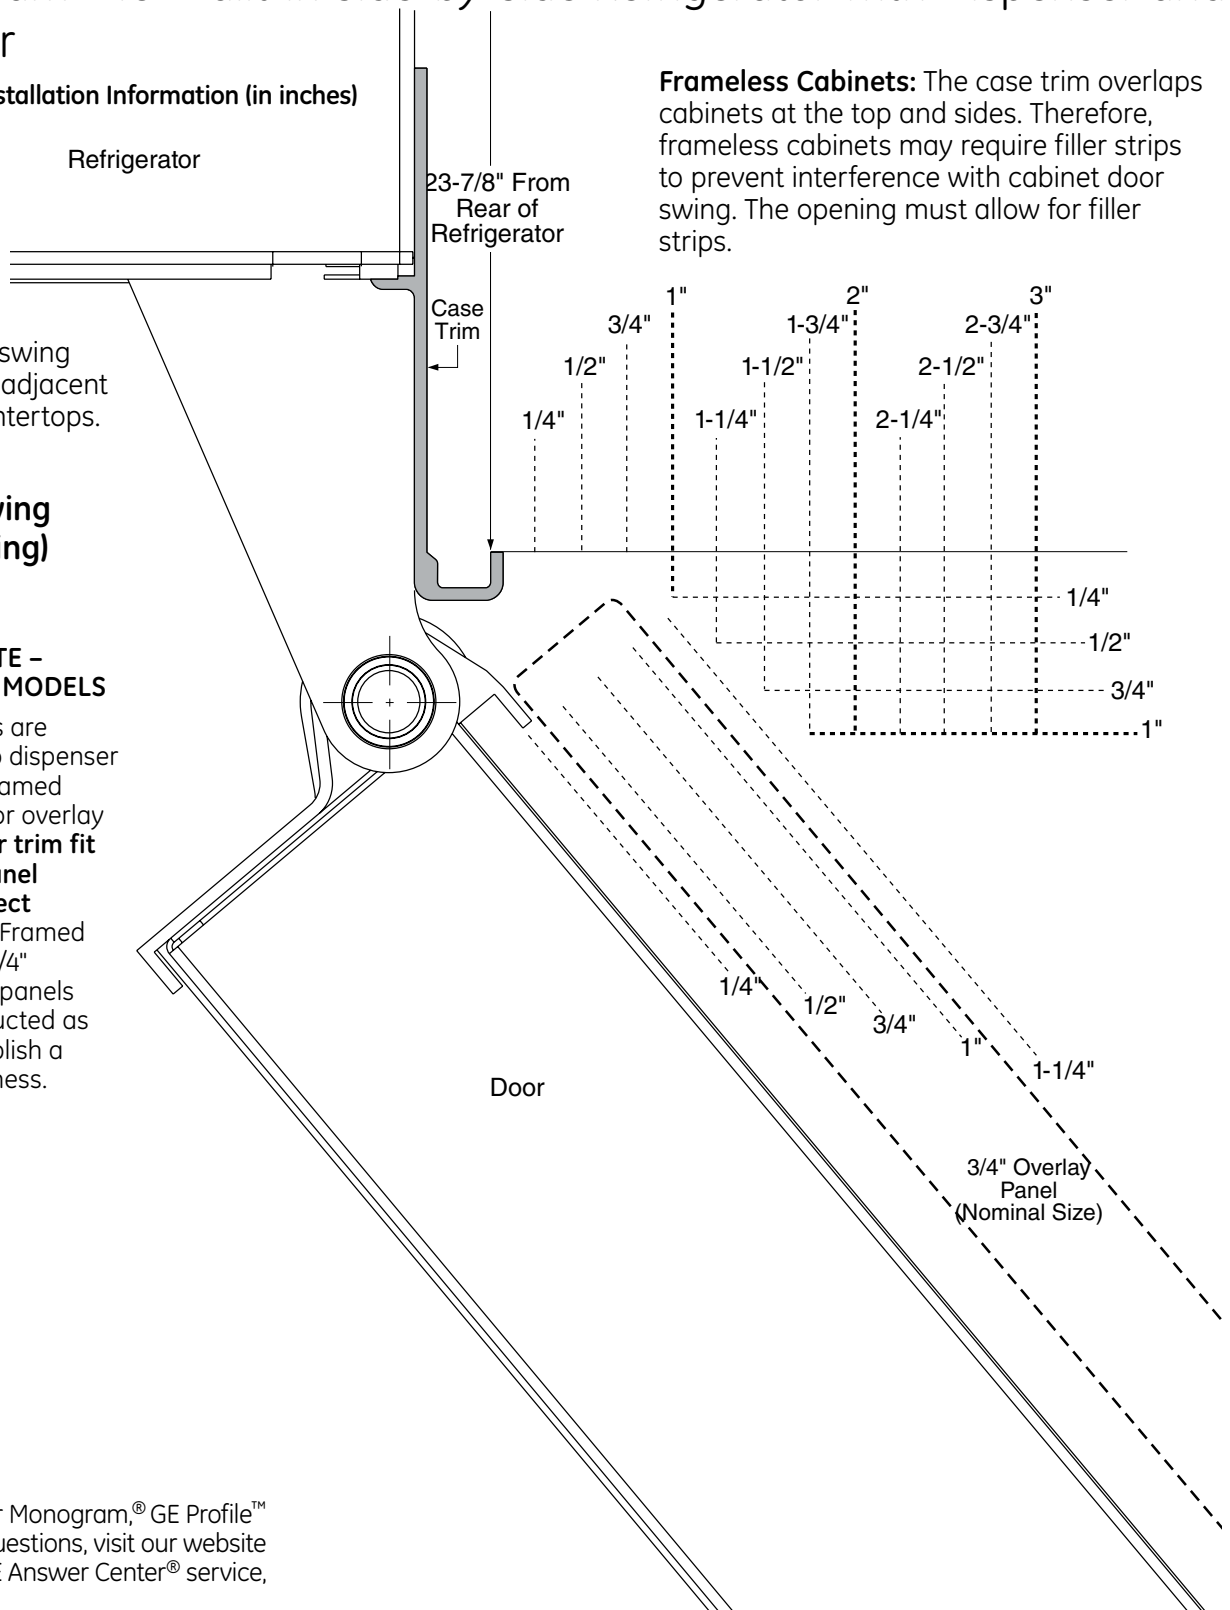 r
stallation Information (in inches)
Refrigerator
Frameless Cabinets: The case trim overlaps
cabinets at the top and sides. Therefore,
frameless cabinets may require filler strips
to prevent interference with cabinet door
swing. The opening must allow for filler
strips.
23-7/8" From
Rear of
Refrigerator
Case
Trim
1"
2"
3"
3/4"
1-3/4"
2-3/4"
1/2"
1-1/2"
2-1/2"
1/4"
1-1/4"
2-1/4"
swing
adjacent
ntertops.
ving
ing)
1/4"
1/2"
3/4"
1"
TE –
MODELS
s are
o dispenser
amed
or overlay
r trim fit
anel
ect
Framed
/4"
panels
ucted as
blish a
ness.
1/4"
1/2"
3/4"
1"
1-1/4"
Door
3/4" Overlay
Panel
(Nominal Size)
r Monogram,® GE Profile™
uestions, visit our website
E Answer Center® service,